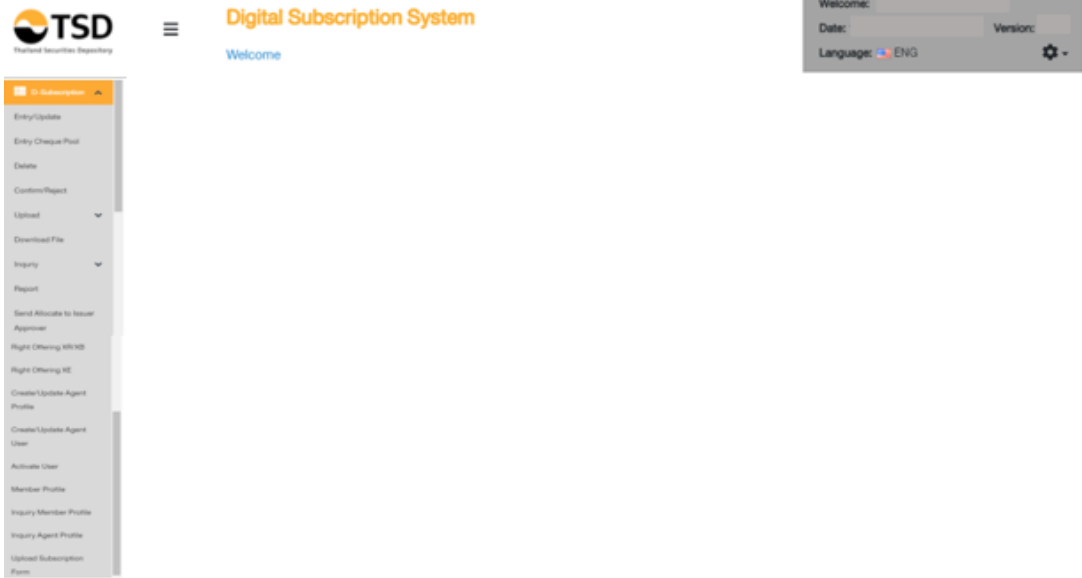 TSD
Thailand Securities Depository
Digital Subscription System
Welcome
Welcome:
Date: Version:
Language: ENG
D-Subscription
Entry/Update
Entry Cheque Pool
Delete
Confirm/Reject
Upload
Download File
Inquiry
Report
Send Allocate to Issuer
Approver
Right Offering XR/XB
Right Offering XE
Create/Update Agent
Profile
Create/Update Agent
User
Activate User
Member Profile
Inquiry Member Profile
Inquiry Agent Profile
Upload Subscription
Form